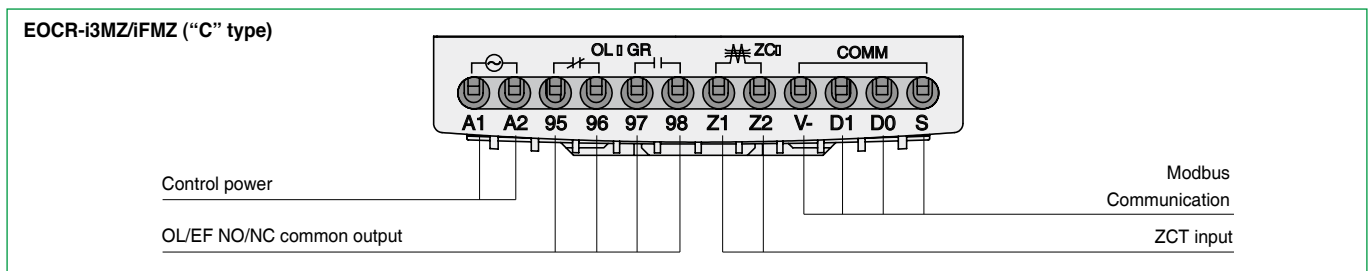 EOCR-i3MZ/iFMZ (“C” type)
OL▯GR ZC▯ COMM
A1 A2 95 96 97 98 Z1 Z2 V- D1 D0 S
Control power
Modbus
Communication
OL/EF NO/NC common output
ZCT input